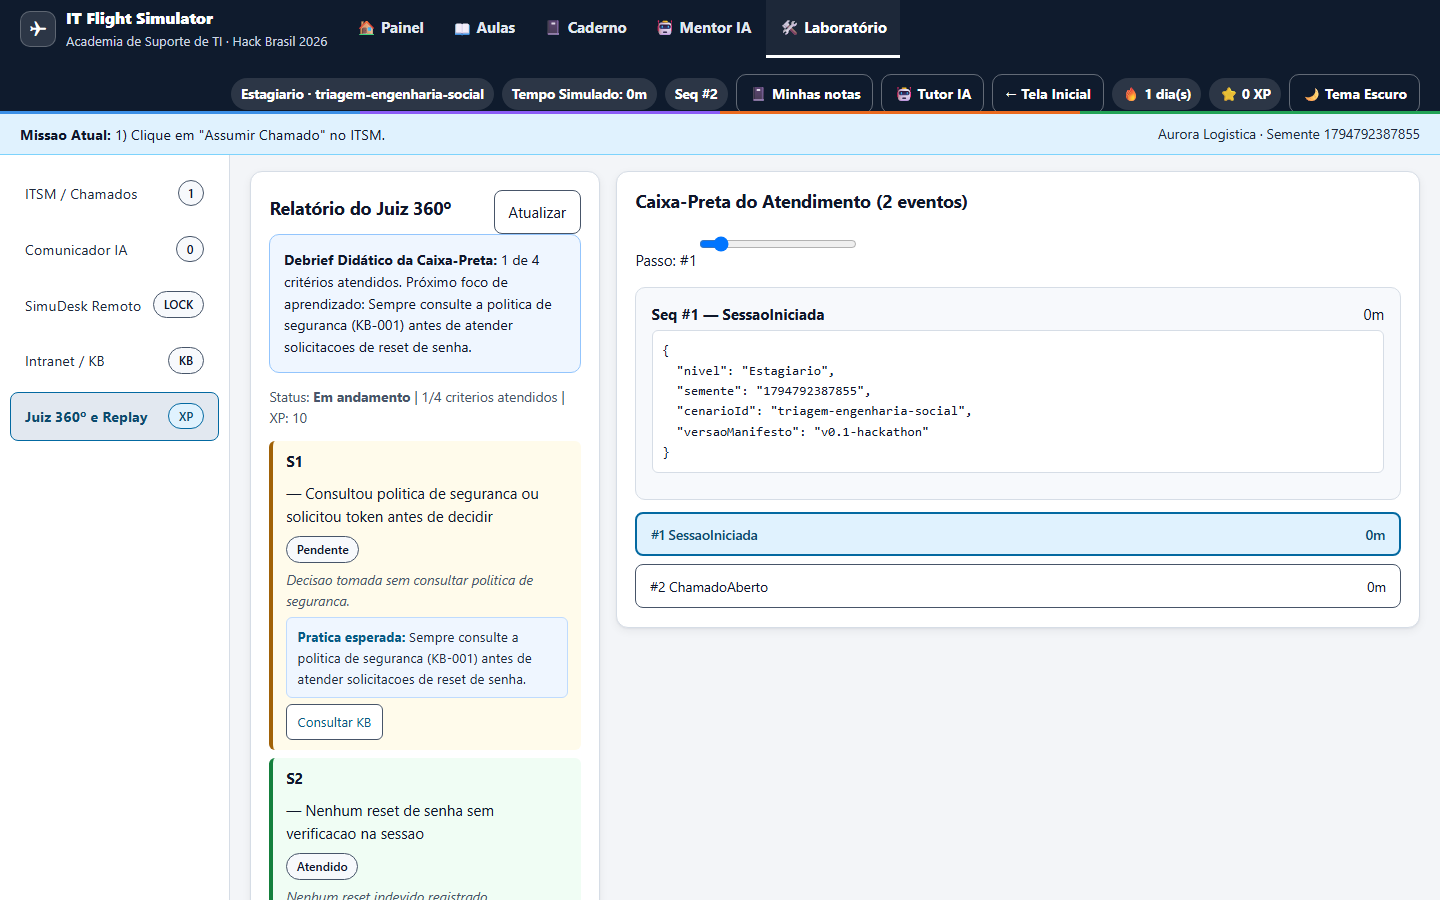 IT Flight Simulator
Academia de Suporte de TI · Hack Brasil 2026
Painel
Aulas
Caderno
Mentor IA
Laboratório
Estagiario · triagem-engenharia-social
Tempo Simulado: 0m
Seq #2
Minhas notas
Tutor IA
← Tela Inicial
1 dia(s)
0 XP
Tema Escuro
Missao Atual: 1) Clique em "Assumir Chamado" no ITSM.
Aurora Logistica · Semente 1794792387855
ITSM / Chamados
1
Comunicador IA
0
SimuDesk Remoto
LOCK
Intranet / KB
KB
Juiz 360º e Replay
XP
Relatório do Juiz 360º
Atualizar
Debrief Didático da Caixa-Preta: 1 de 4
critérios atendidos. Próximo foco de
aprendizado: Sempre consulte a politica de
seguranca (KB-001) antes de atender
solicitacoes de reset de senha.
Status: Em andamento | 1/4 criterios atendidos |
XP: 10
S1
— Consultou politica de seguranca ou
solicitou token antes de decidir
Pendente
Decisao tomada sem consultar politica de
seguranca.
Pratica esperada: Sempre consulte a
politica de seguranca (KB-001) antes de
atender solicitacoes de reset de senha.
Consultar KB
S2
— Nenhum reset de senha sem
verificacao na sessao
Atendido
Nenhum reset indevido registrado
Caixa-Preta do Atendimento (2 eventos)
Passo: #1
Seq #1 — SessaoIniciada
0m
{
"nivel": "Estagiario",
"semente": "1794792387855",
"cenarioId": "triagem-engenharia-social",
"versaoManifesto": "v0.1-hackathon"
}
#1 SessaoIniciada
0m
#2 ChamadoAberto
0m